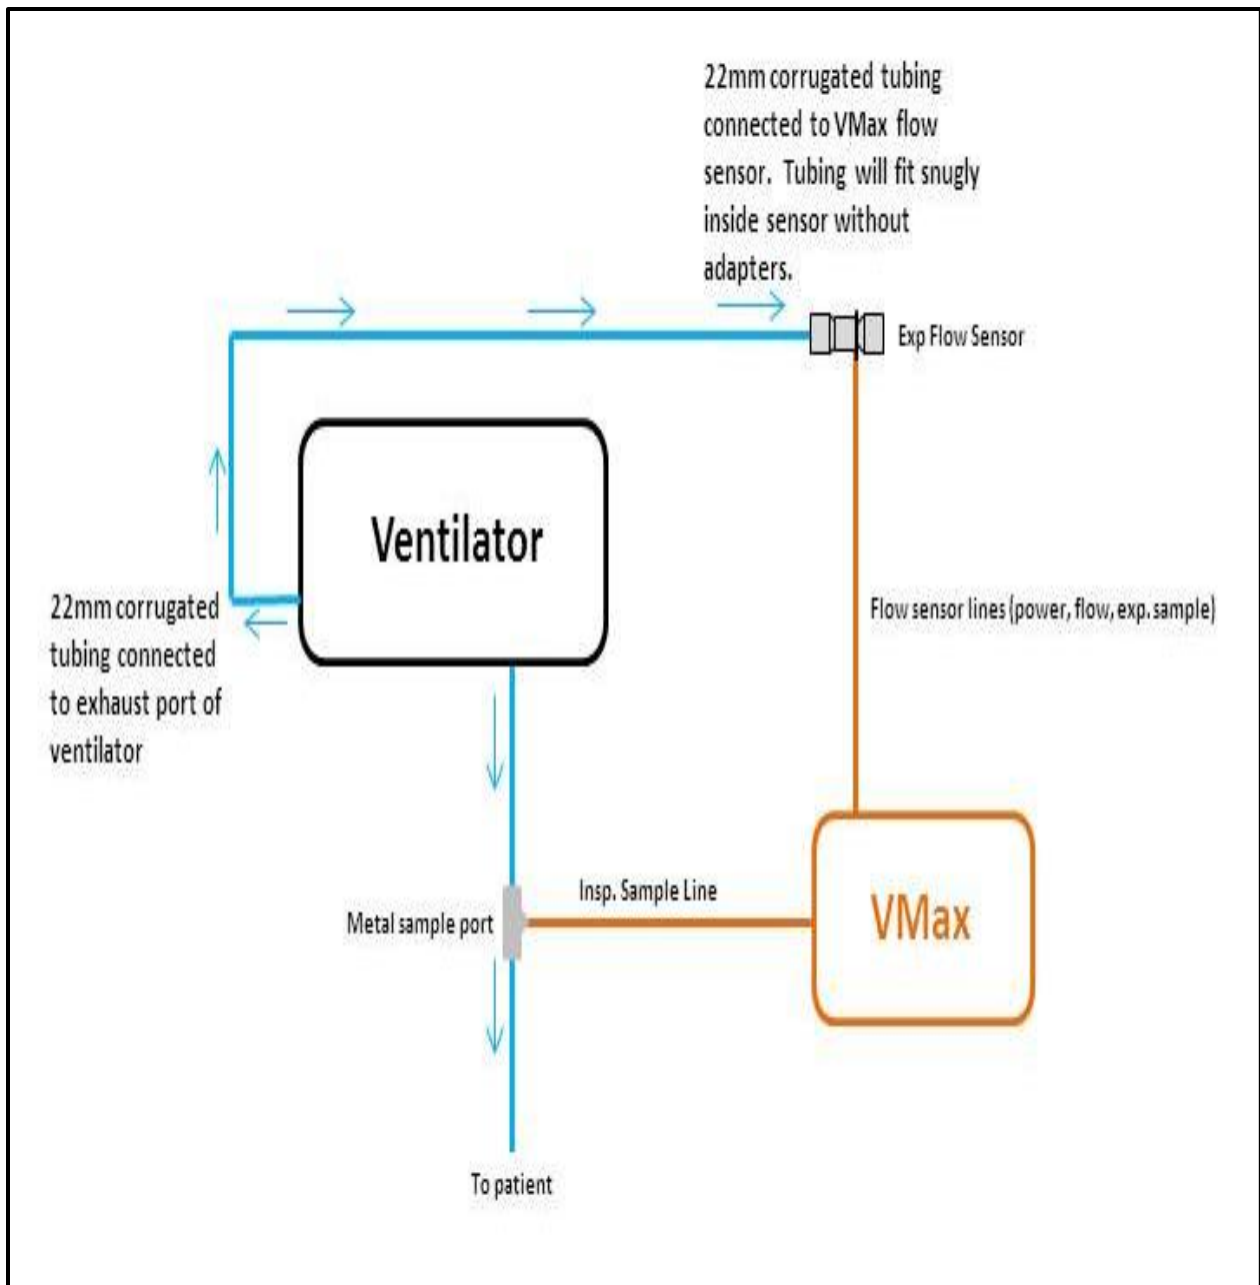 22mm corrugated tubing
connected to VMax flow
sensor. Tubing will fit snugly
inside sensor without
adapters.
Exp Flow Sensor
Ventilator
22mm corrugated
tubing connected
to exhaust port of
ventilator
Flow sensor lines (power, flow, exp. sample)
Insp. Sample Line
Metal sample port
VMax
To patient